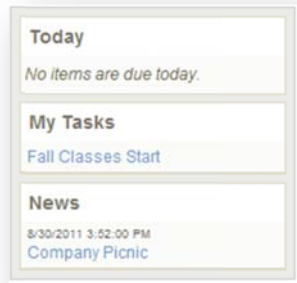 Today
No items are due today.
My Tasks
Fall Classes Start
News
8/30/2011 3:52:00 PM
Company Picnic